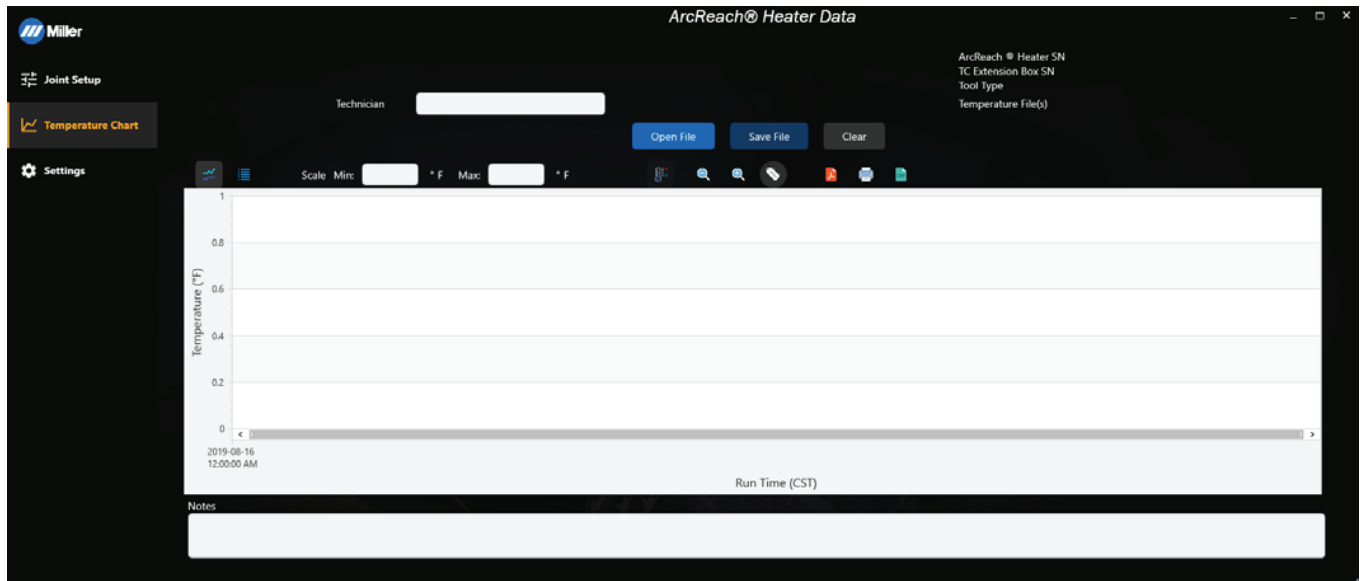 ArcReach® Heater Data
Miller
Joint Setup
Temperature Chart
Settings
ArcReach ® Heater SN
TC Extension Box SN
Tool Type
Temperature File(s)
Technician
Open File
Save File
Clear
Scale Min: ° F Max: ° F
1
0.8
0.6
0.4
0.2
0
Temperature (°F)
2019-08-16
12:00:00 AM
Run Time (CST)
Notes